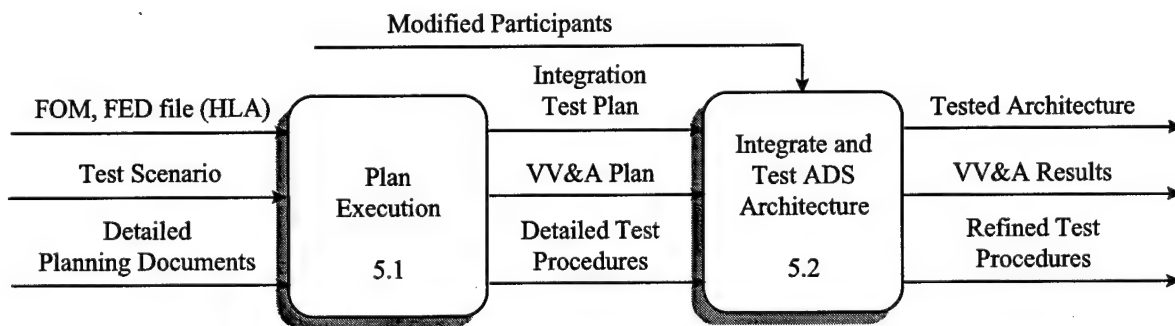 Modified Participants
FOM, FED file (HLA)
Test Scenario
Detailed
Planning Documents
Plan
Execution
5.1
Integration
Test Plan
VV&A Plan
Detailed Test
Procedures
Integrate and
Test ADS
Architecture
5.2
Tested Architecture
VV&A Results
Refined Test
Procedures